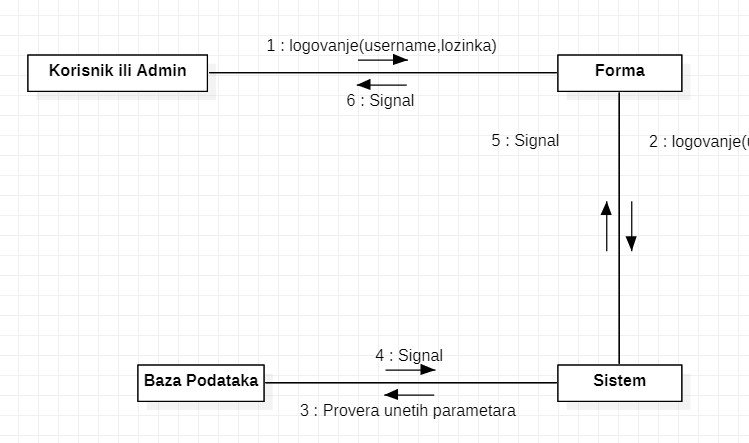 1 : logovanje(username,lozinka)
Korisnik ili Admin
Forma
6 : Signal
5 : Signal
2 : logovanje(
4 : Signal
Baza Podataka
Sistem
3 : Provera unetih parametara